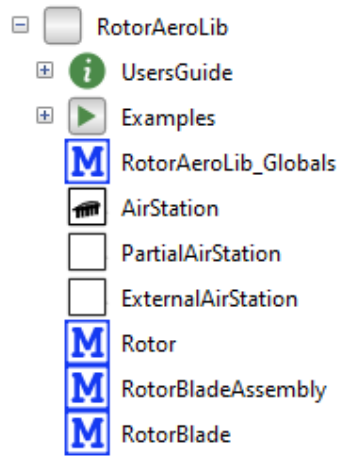 RotorAeroLib
i UsersGuide
Examples
M RotorAeroLib_Globals
AirStation
PartialAirStation
ExternalAirStation
M Rotor
M RotorBladeAssembly
M RotorBlade